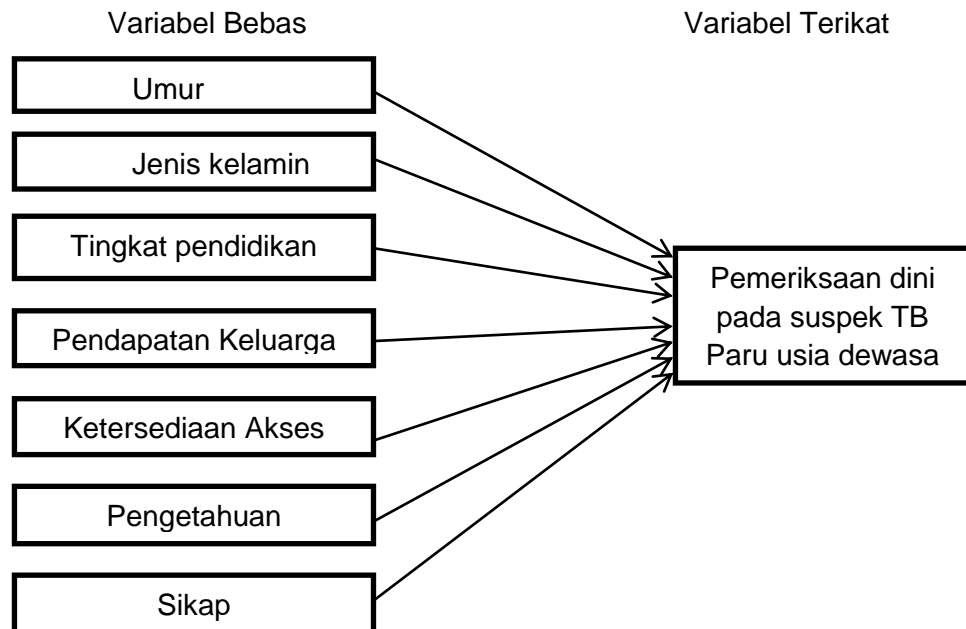 Variabel Bebas
Variabel Terikat
Umur
Jenis kelamin
Tingkat pendidikan
Pendapatan Keluarga
Ketersediaan Akses
Pengetahuan
Sikap
Pemeriksaan dini
pada suspek TB
Paru usia dewasa